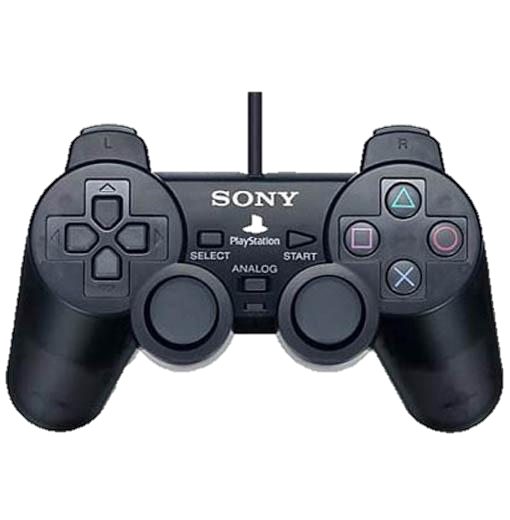 L
R
SONY
PlayStation
SELECT
START
ANALOG